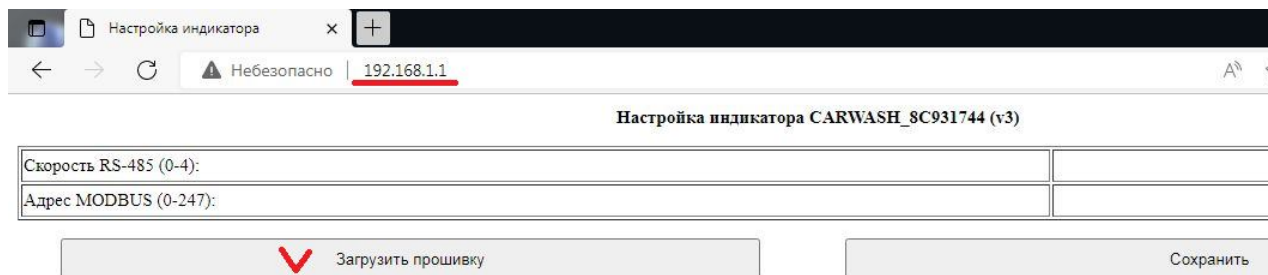 Настройка индикатора
Небезопасно 192.168.1.1
Настройка индикатора CARWASH_8C931744 (v3)
Скорость RS-485 (0-4):
Адрес MODBUS (0-247):
Загрузить прошивку
Сохранить